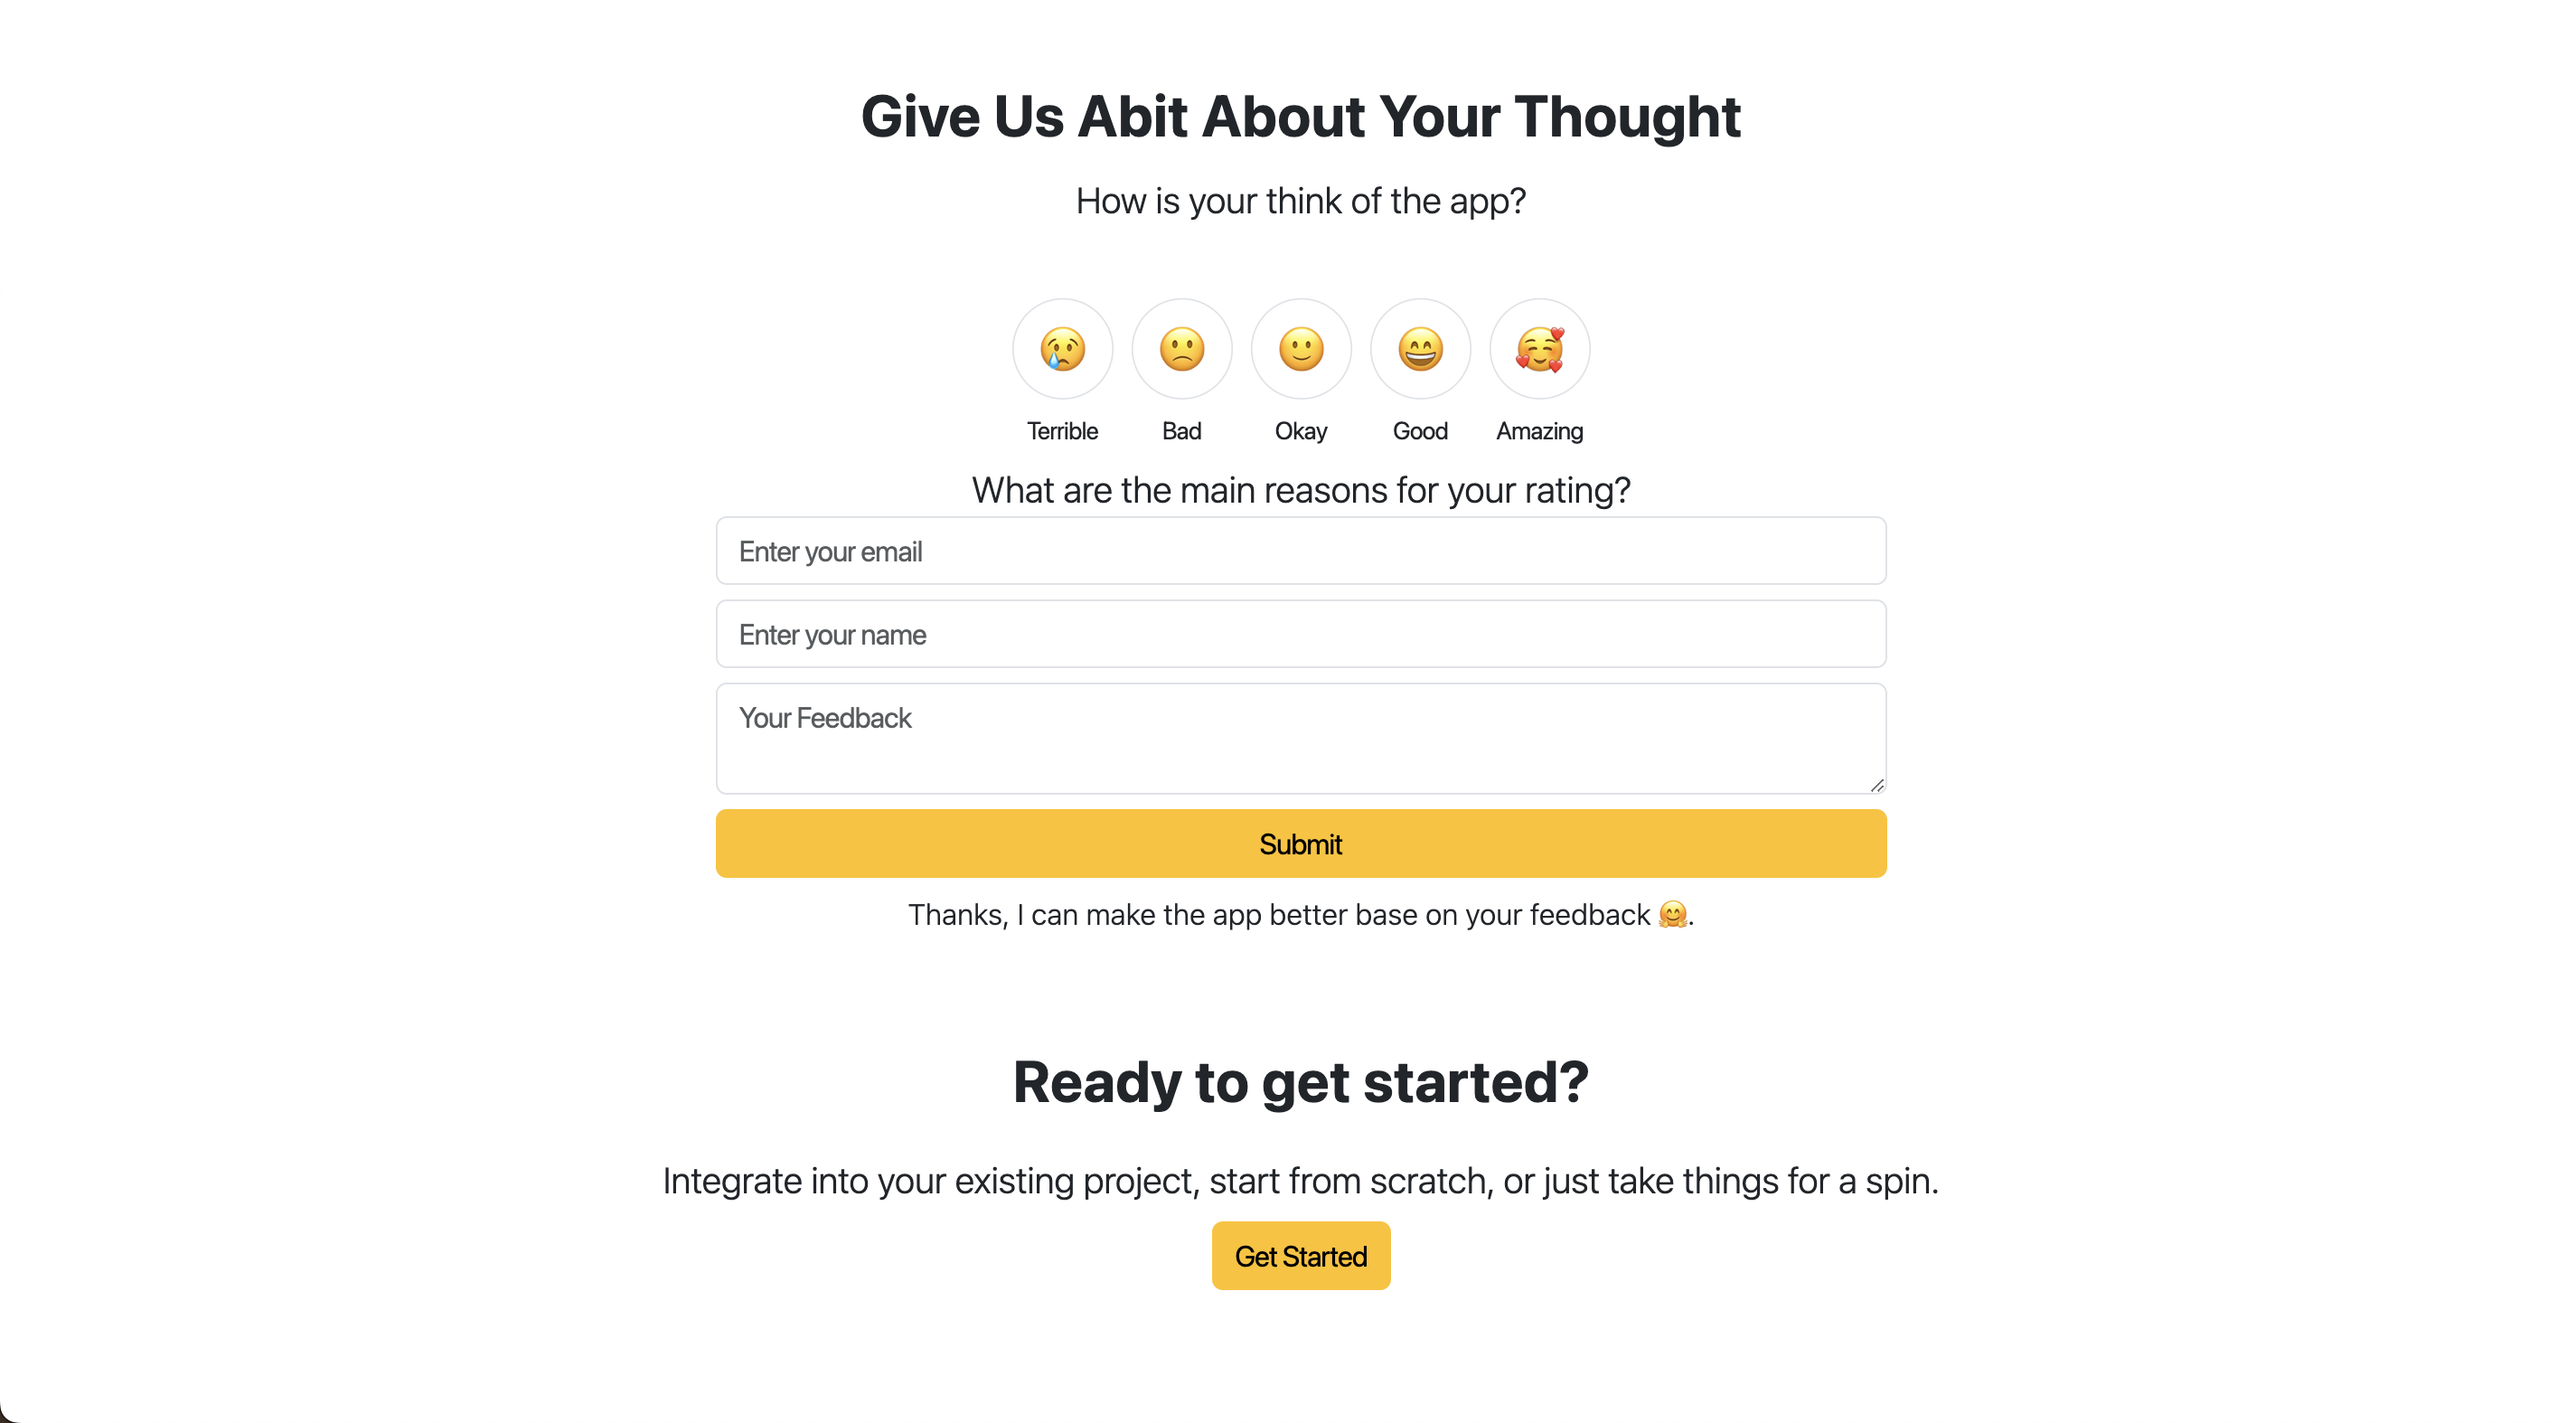 Give Us Abit About Your Thought
How is your think of the app?
Terrible Bad Okay Good Amazing
What are the main reasons for your rating?
Enter your email
Enter your name
Your Feedback
Submit
Thanks, I can make the app better base on your feedback 🤗.
Ready to get started?
Integrate into your existing project, start from scratch, or just take things for a spin.
Get Started